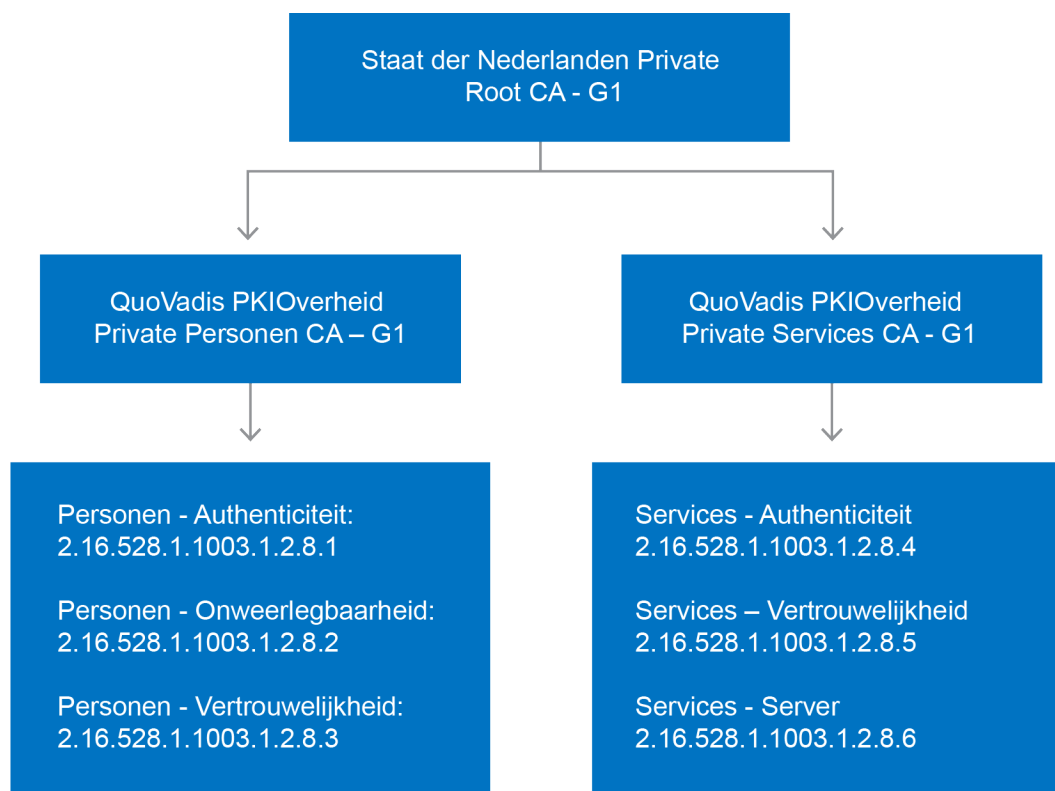 Staat der Nederlanden Private
Root CA - G1
QuoVadis PKIOverheid
Private Personen CA – G1
QuoVadis PKIOverheid
Private Services CA - G1
Personen - Authenticiteit:
2.16.528.1.1003.1.2.8.1
Personen - Onweerlegbaarheid:
2.16.528.1.1003.1.2.8.2
Personen - Vertrouwelijkheid:
2.16.528.1.1003.1.2.8.3
Services - Authenticiteit
2.16.528.1.1003.1.2.8.4
Services – Vertrouwelijkheid
2.16.528.1.1003.1.2.8.5
Services - Server
2.16.528.1.1003.1.2.8.6